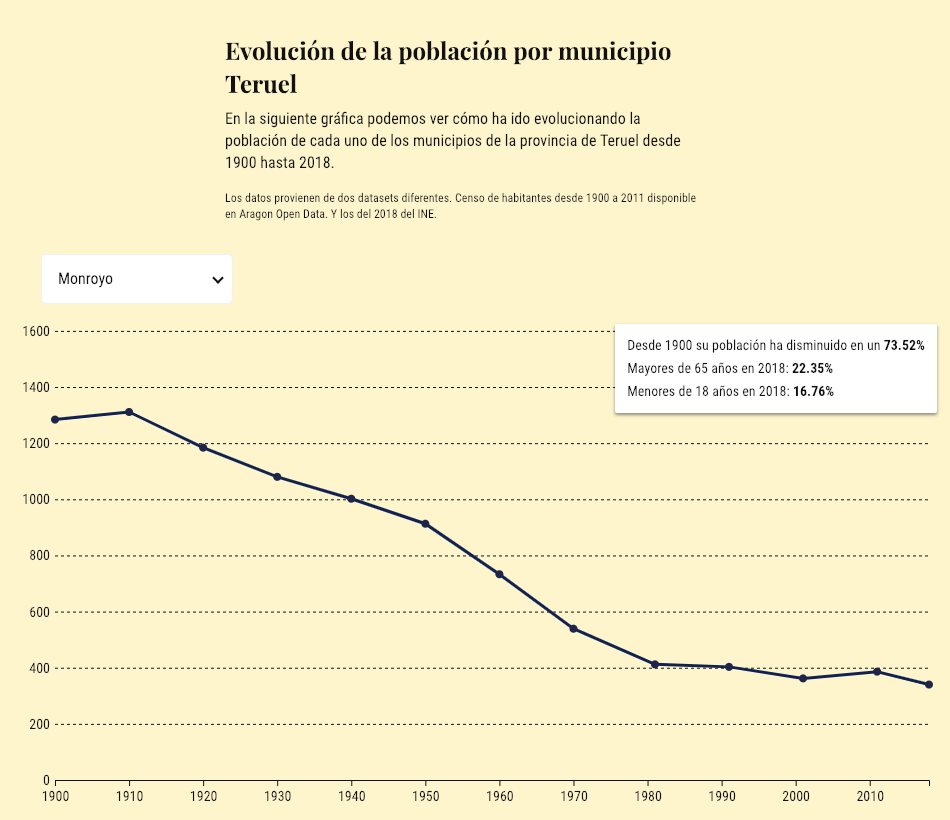 Evolución de la población por municipio
Teruel
En la siguiente gráfica podemos ver cómo ha ido evolucionando la
población de cada uno de los municipios de la provincia de Teruel desde
1900 hasta 2018.
Los datos provienen de dos datasets diferentes. Censo de habitantes desde 1900 a 2011 disponible
en Aragon Open Data. Y los del 2018 del INE.
Monroyo
Desde 1900 su población ha disminuido en un 73.52%
Mayores de 65 años en 2018: 22.35%
Menores de 18 años en 2018: 16.76%
1600
1400
1200
1000
800
600
400
200
0
1900 1910 1920 1930 1940 1950 1960 1970 1980 1990 2000 2010